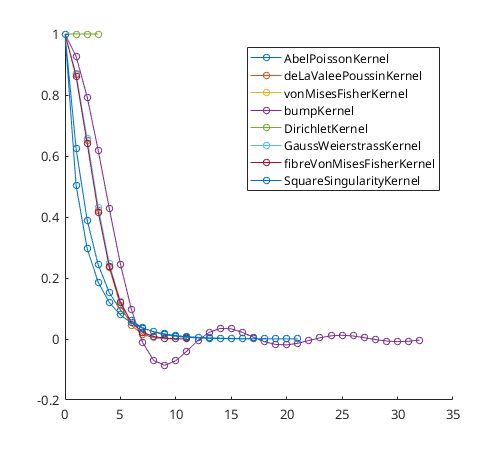 1
0.8
0.6
0.4
0.2
0
-0.2
0 5 10 15 20 25 30 35
AbelPoissonKernel
deLaValeePoussinKernel
vonMisesFisherKernel
bumpKernel
DirichletKernel
GaussWeierstrassKernel
fibreVonMisesFisherKernel
SquareSingularityKernel